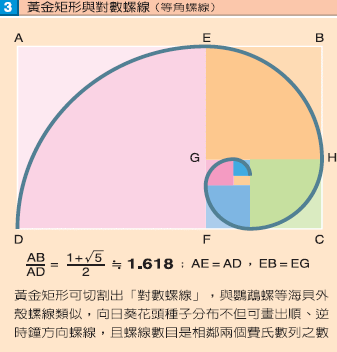 3 黃金矩形與對數螺線（等角螺線）
A E B
G H
D F C
AB/AD = 1+√5/2 ≒ 1.618；AE=AD，EB=EG
黃金矩形可切割出「對數螺線」，與鸚鵡螺等海貝外
殼螺線類似，向日葵花頭種子分布不但可畫出順、逆
時鐘方向螺線，且螺線數目是相鄰兩個費氏數列之數